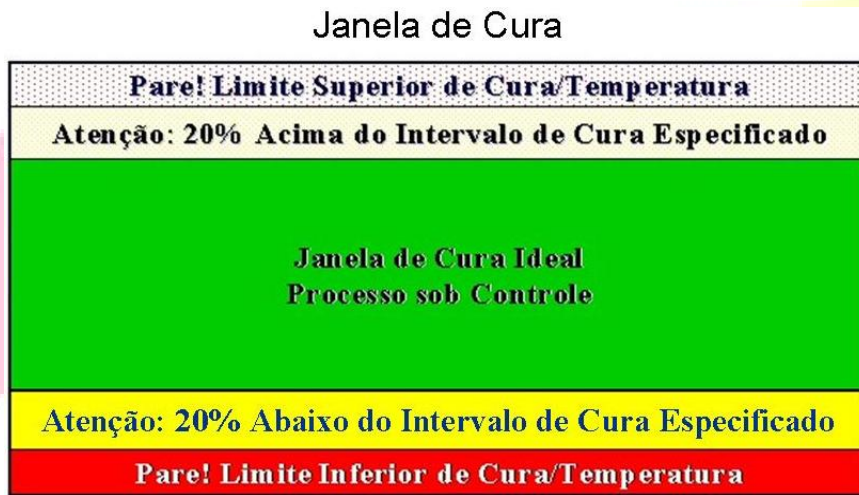 Janela de Cura
Pare! Limite Superior de Cura/Temperatura
Atenção: 20% Acima do Intervalo de Cura Especificado
Janela de Cura Ideal
Processo sob Controle
Atenção: 20% Abaixo do Intervalo de Cura Especificado
Pare! Limite Inferior de Cura/Temperatura